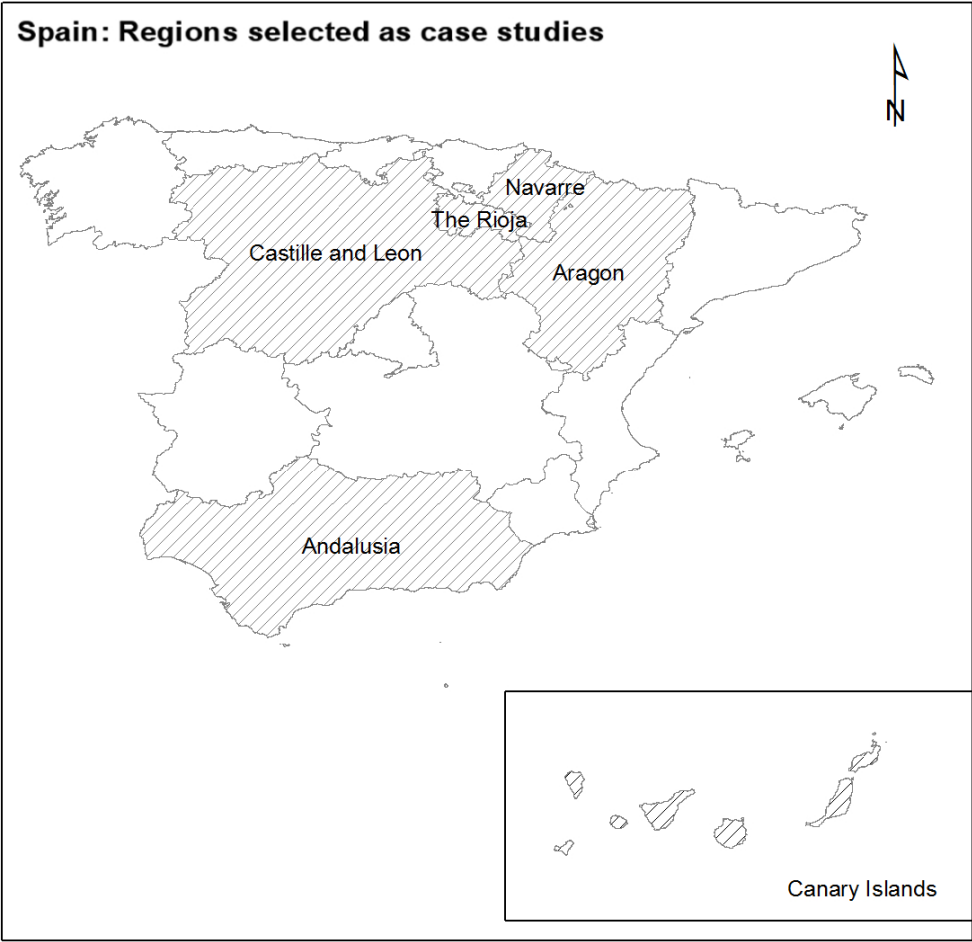 Spain: Regions selected as case studies
N
Navarre
The Rioja
Castille and Leon
Aragon
Andalusia
Canary Islands